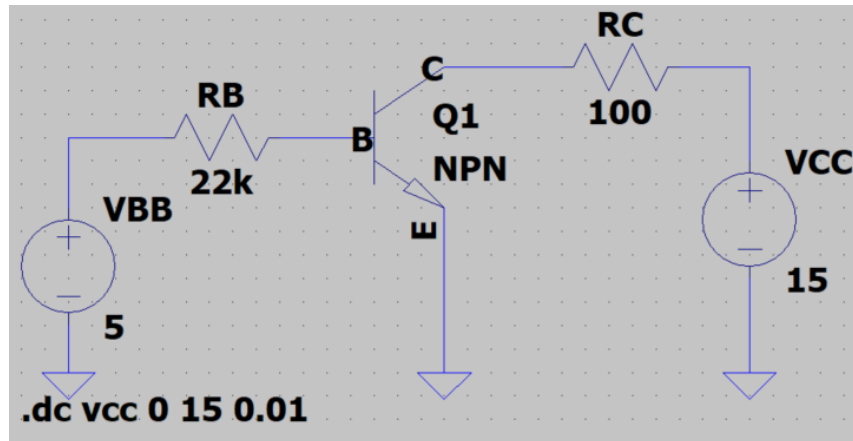 RC
C
RB
Q1
100
B
22k
NPN
VCC
VBB
+
+
E
−
−
15
5
.dc vcc 0 15 0.01